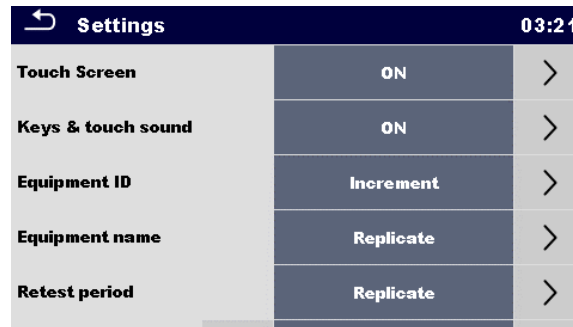 Settings 03:21
Touch Screen ON
Keys & touch sound ON
Equipment ID Increment
Equipment name Replicate
Retest period Replicate